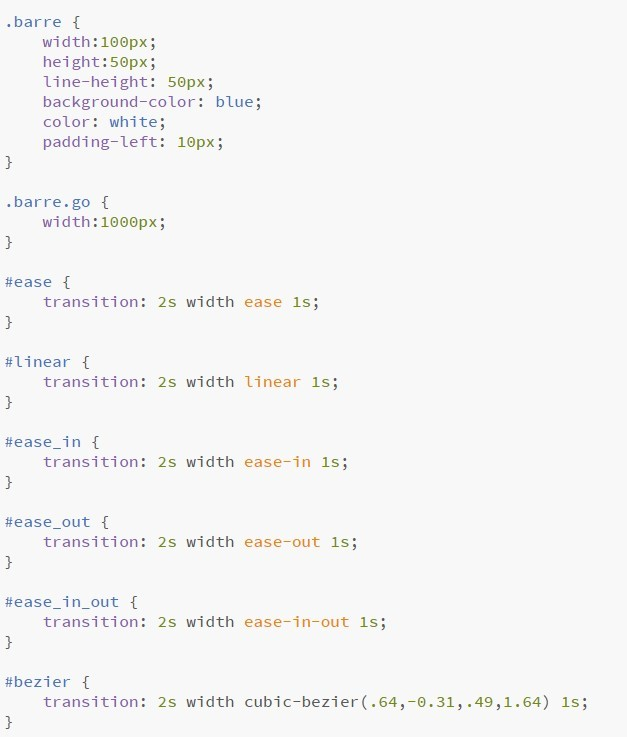 .barre {
    width:100px;
    height:50px;
    line-height: 50px;
    background-color: blue;
    color: white;
    padding-left: 10px;
}

.barre.go {
    width:1000px;
}

#ease {
    transition: 2s width ease 1s;
}

#linear {
    transition: 2s width linear 1s;
}

#ease_in {
    transition: 2s width ease-in 1s;
}

#ease_out {
    transition: 2s width ease-out 1s;
}

#ease_in_out {
    transition: 2s width ease-in-out 1s;
}

#bezier {
    transition: 2s width cubic-bezier(.64,-0.31,.49,1.64) 1s;
}